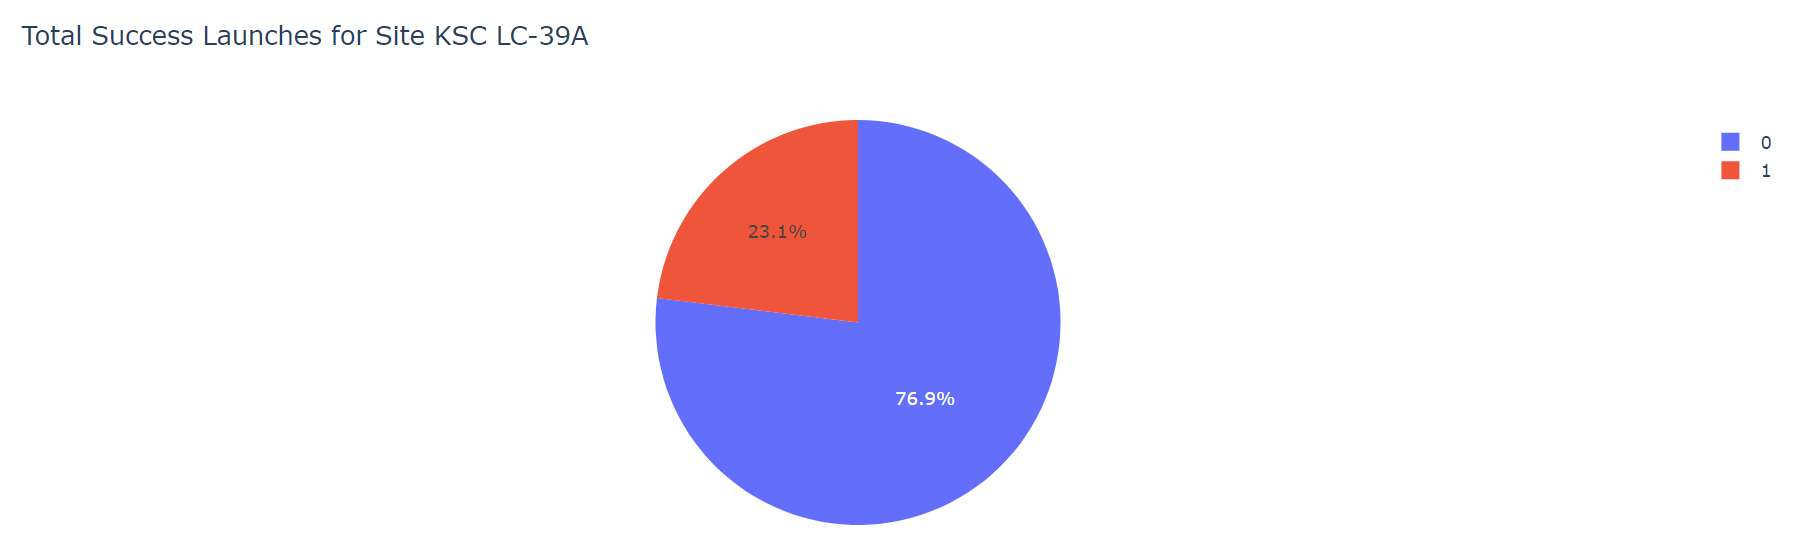 Total Success Launches for Site KSC LC-39A
0
1
23.1%
76.9%